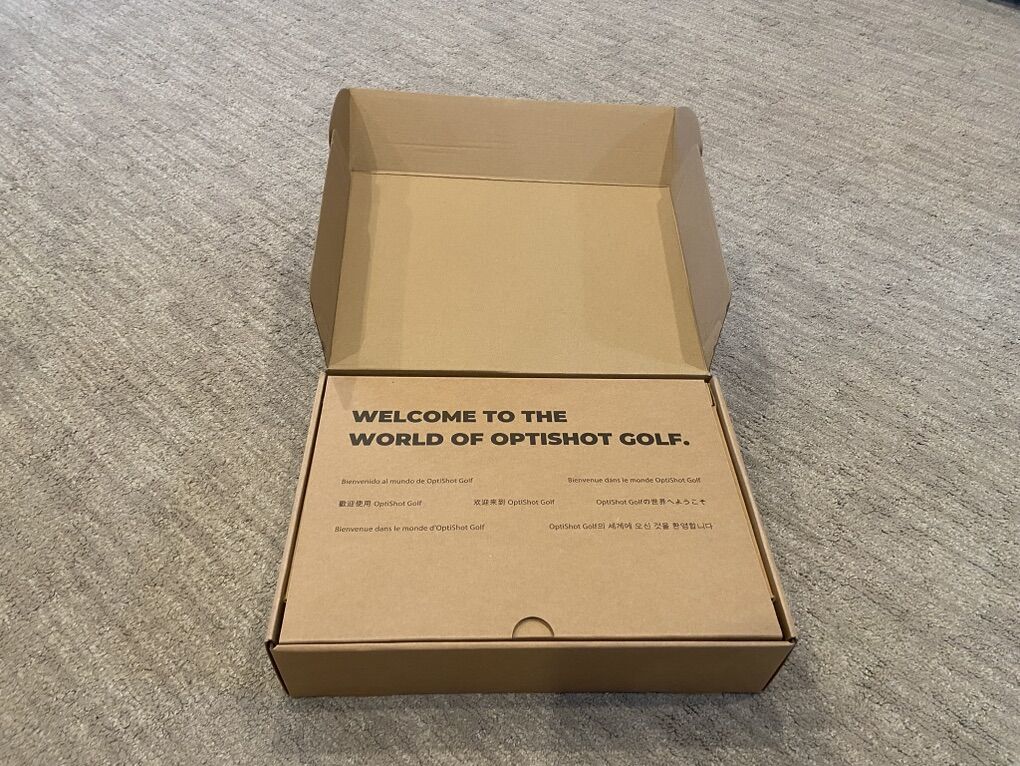 WELCOME TO THE
WORLD OF OPTISHOT GOLF.
Bienvenido al mundo de OptiShot Golf
Bienvenue dans le monde OptiShot Golf
歡迎使用 OptiShot Golf
欢迎来到 OptiShot Golf
OptiShot Golfの世界へようこそ
Bienvenue dans le monde d'OptiShot Golf
OptiShot Golf의 세계에 오신 것을 환영합니다